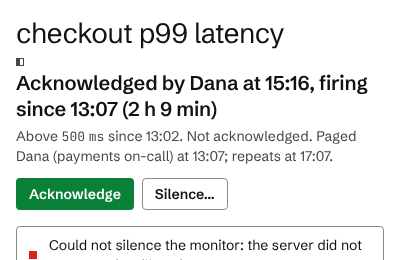 checkout p99 latency
Acknowledged by Dana at 15:16, firing
since 13:07 (2 h 9 min)
Above 500 ms since 13:02. Not acknowledged. Paged
Dana (payments on-call) at 13:07; repeats at 17:07.
Acknowledge
Silence...
Could not silence the monitor: the server did not